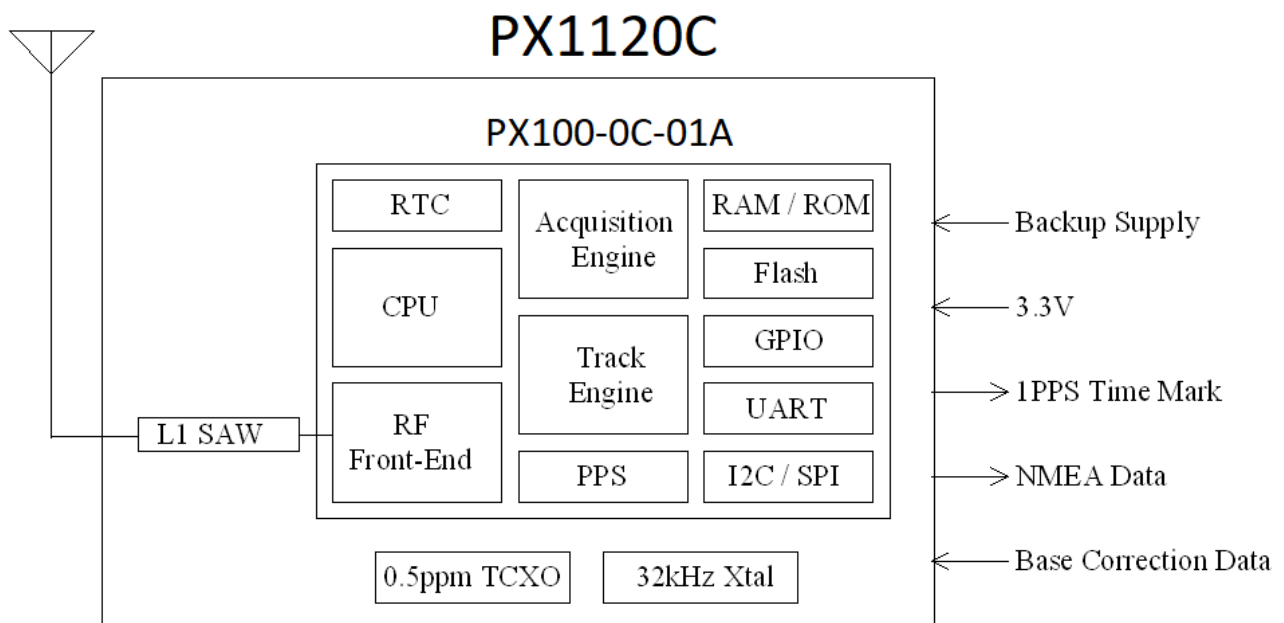 PX1120C
PX100-0C-01A
RTC
Acquisition
Engine
RAM / ROM
Flash
CPU
Track
Engine
GPIO
UART
RF
Front-End
PPS
I2C / SPI
L1 SAW
0.5ppm TCXO
32kHz Xtal
Backup Supply
3.3V
1PPS Time Mark
NMEA Data
Base Correction Data